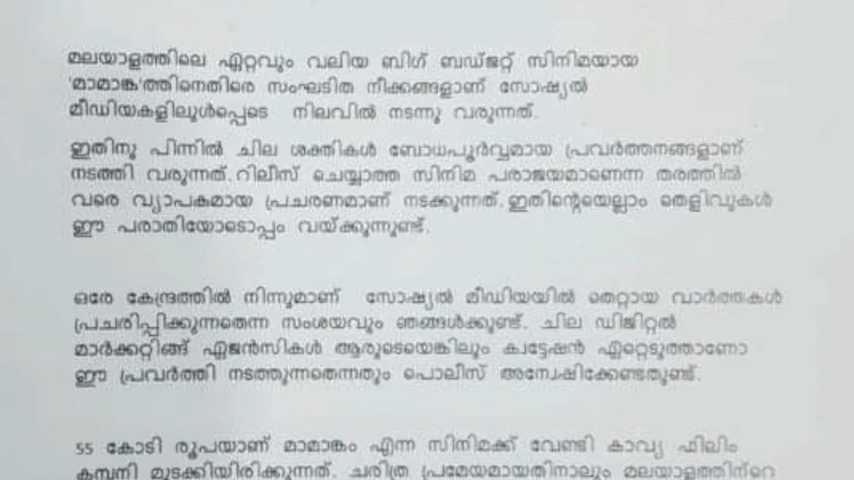 മലയാളത്തിലെ ഏറ്റവും വലിയ ബിഗ് ബഡ്ജറ്റ് സിനിമയായ
'മാമാങ്ക'ത്തിനെതിരെ സംഘടിത നീക്കങ്ങളാണ് സോഷ്യൽ
മീഡിയകളിലുൾപ്പെടെ നിലവിൽ നടന്നു വരുന്നത്.
ഇതിനു പിന്നിൽ ചില ശക്തികൾ ബോധപൂർവ്വമായ പ്രവർത്തനങ്ങളാണ്
നടത്തി വരുന്നത്.റിലീസ് ചെയ്യാത്ത സിനിമ പരാജയമാണെന്ന തരത്തിൽ
വരെ വ്യാപകമായ പ്രചരണമാണ് നടക്കുന്നത്.ഇതിന്റെയെല്ലാം തെളിവുകൾ
ഈ പരാതിയോടൊപ്പം വയ്ക്കുന്നുണ്ട്.
ഒരേ കേന്ദ്രത്തിൽ നിന്നുമാണ് സോഷ്യൽ മീഡിയയിൽ തെറ്റായ വാർത്തകൾ
പ്രചരിപ്പിക്കുന്നതെന്ന സംശയവും ഞങ്ങൾക്കുണ്ട്. ചില ഡിജിറ്റൽ
മാർക്കറ്റിങ്ങ് ഏജൻസികൾ ആരുടെയെങ്കിലും ക്വട്ടേഷൻ ഏറ്റെടുത്താണോ
ഈ പ്രവർത്തി നടത്തുന്നതെന്നതും പൊലീസ് അന്വേഷിക്കേണ്ടതുണ്ട്.
55 കോടി രൂപയാണ് മാമാങ്കം എന്ന സിനിമക്ക് വേണ്ടി കാവ്യ ഫിലിം
കമ്പനി മുടക്കിയിരിക്കുന്നത്. ചരിത്ര പ്രമേയമായതിനാലും മലയാളത്തിൻറെ